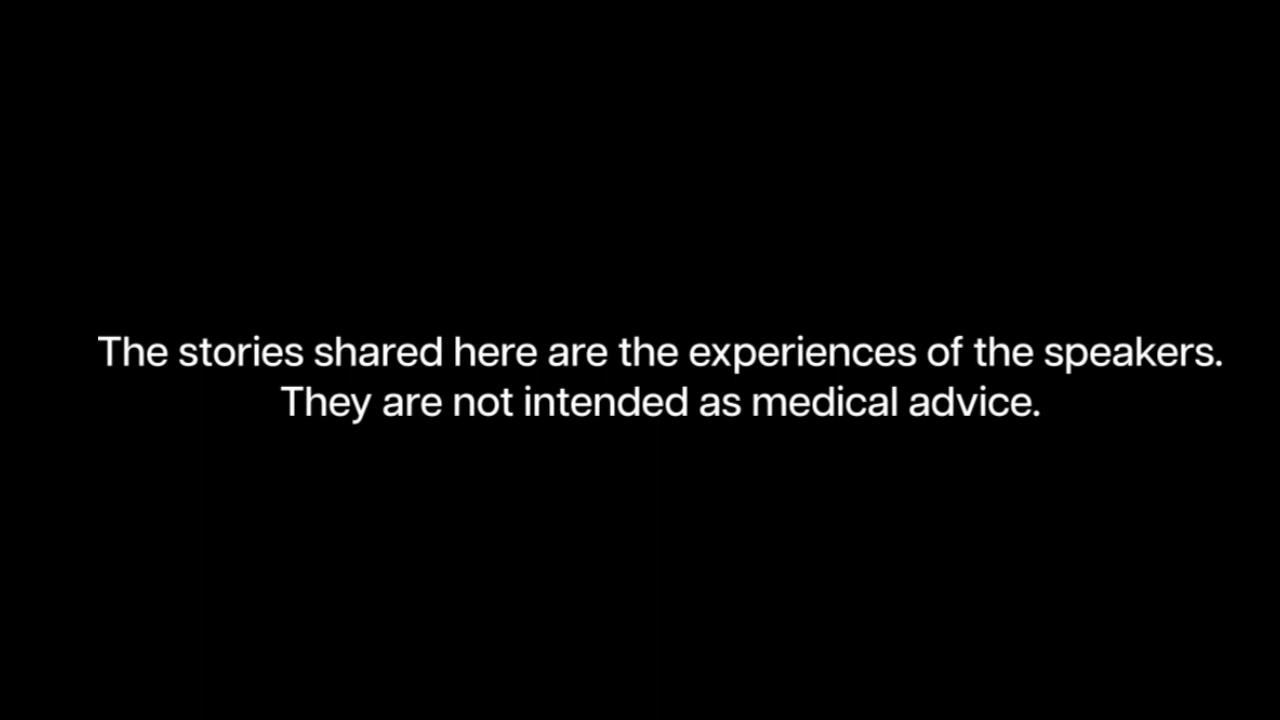 The stories shared here are the experiences of the speakers.
They are not intended as medical advice.